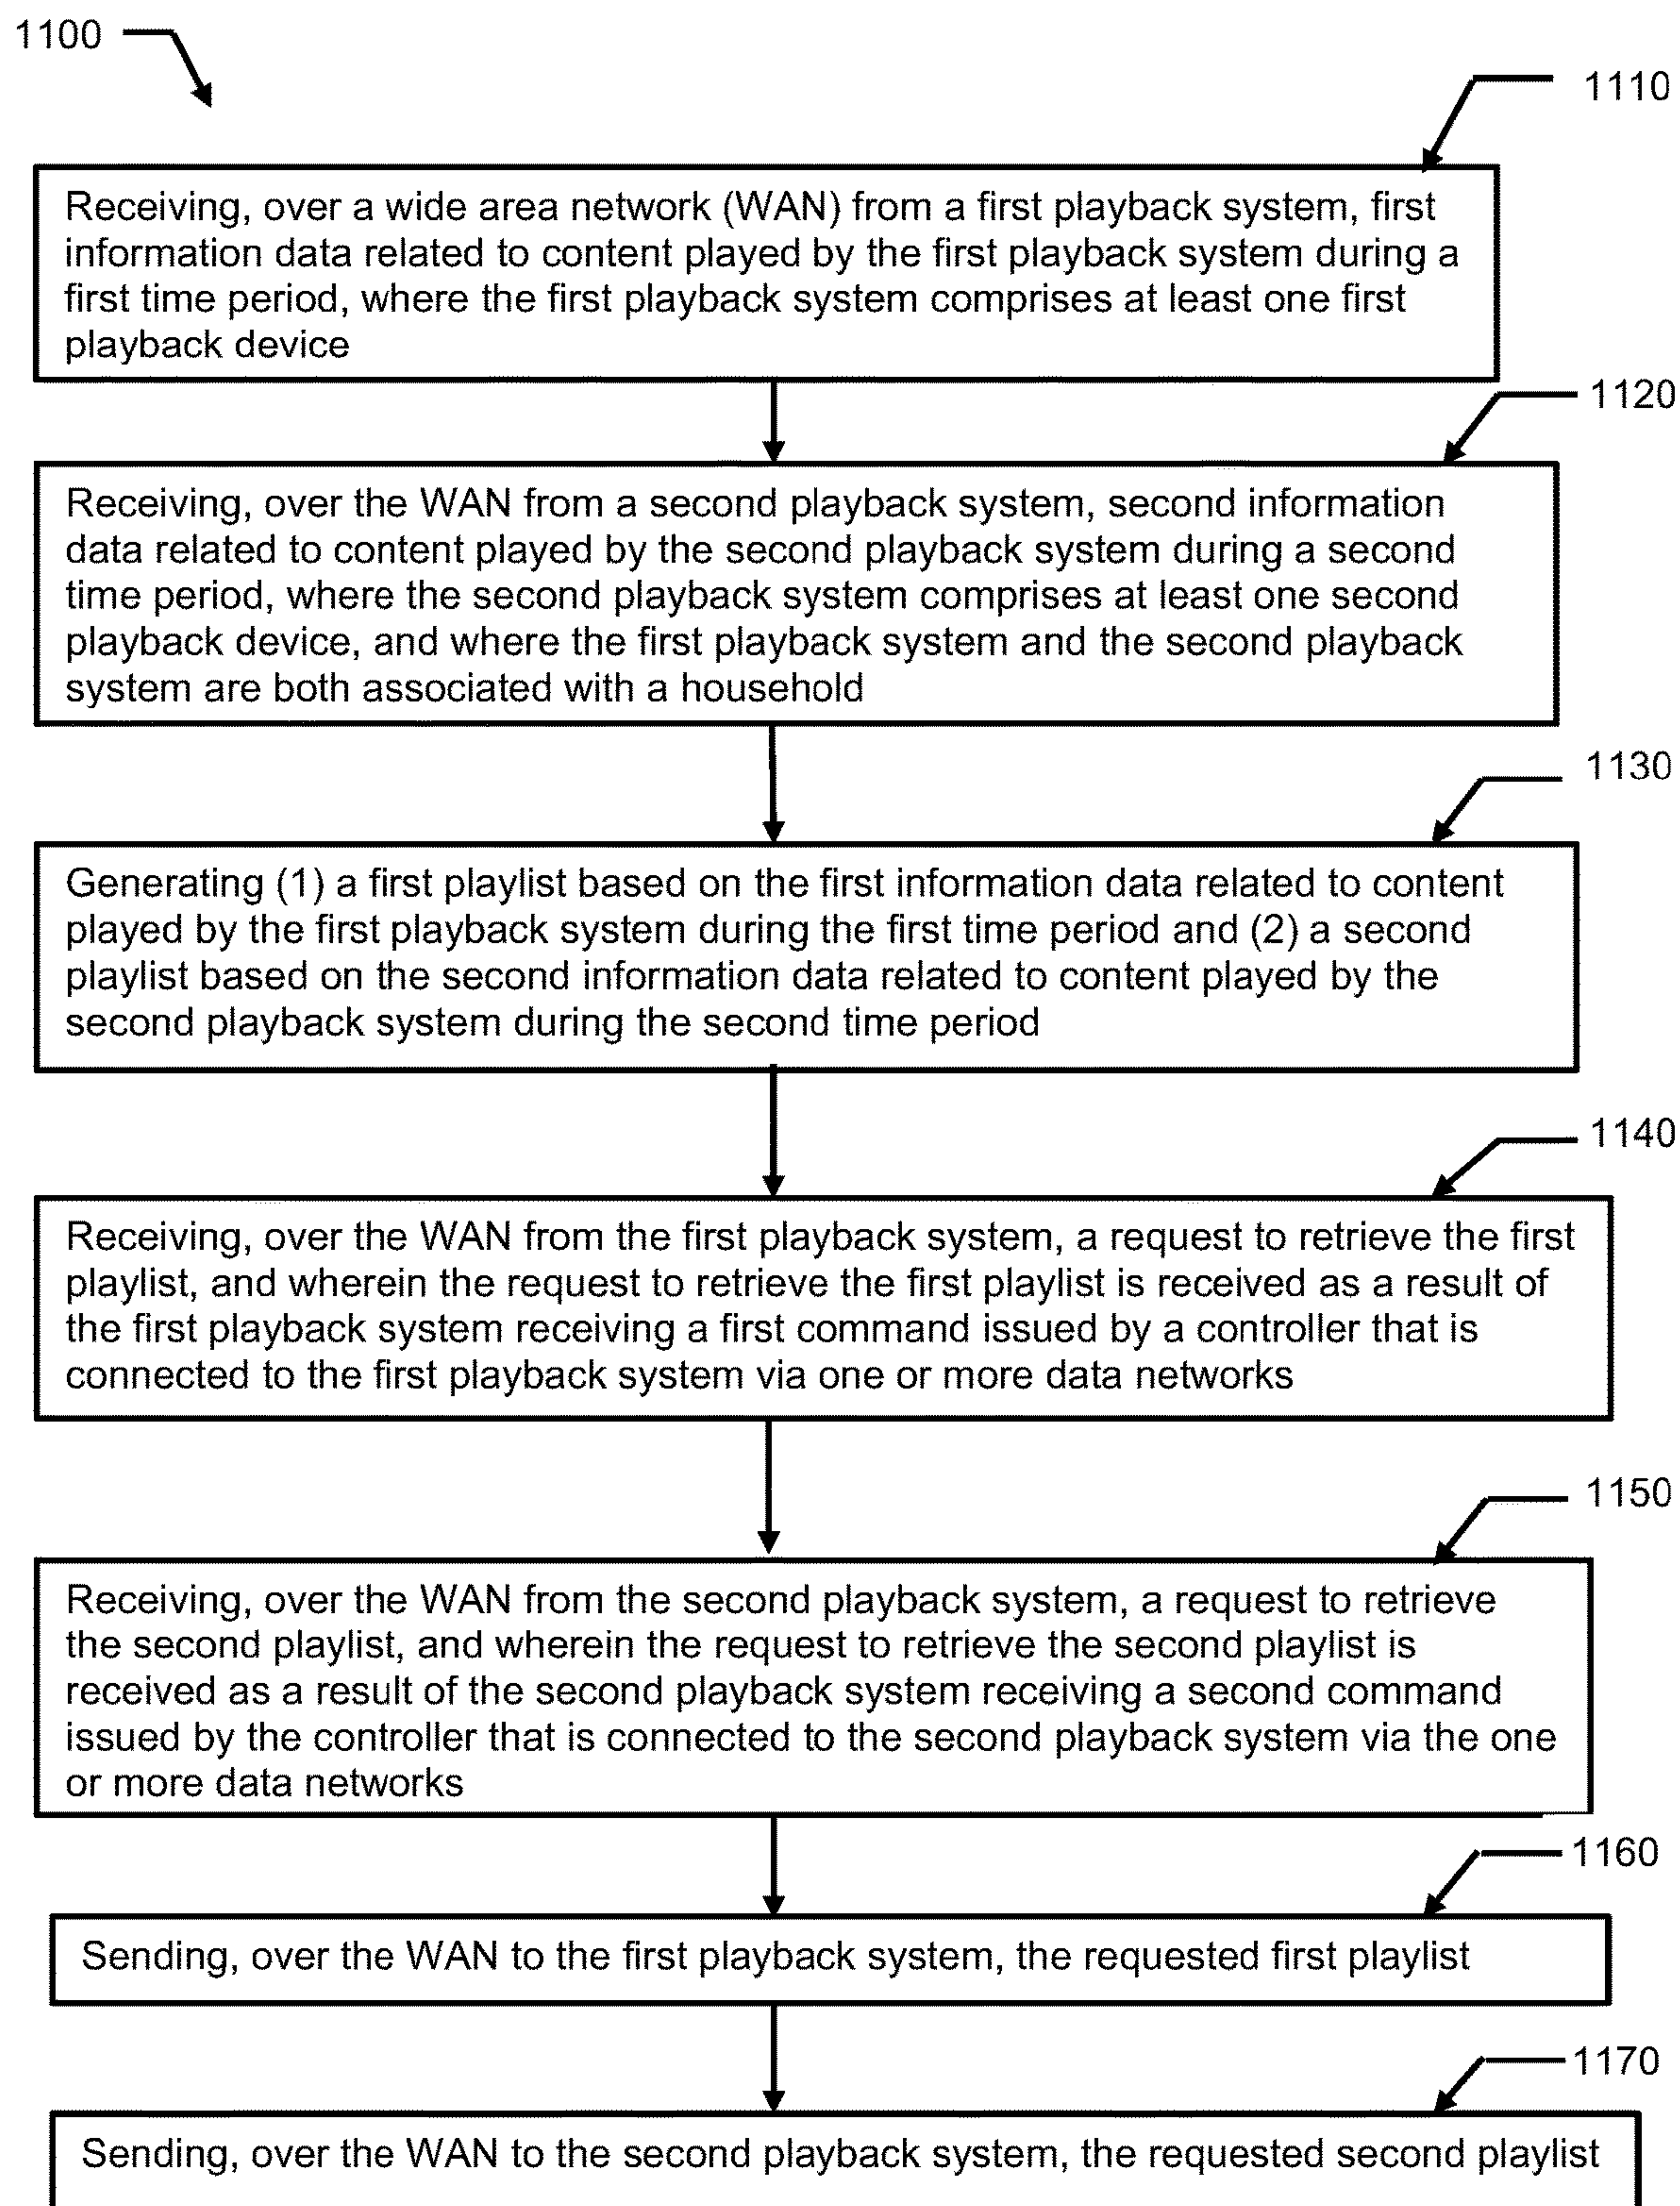 1100
1110
Receiving, over a wide area network (WAN) from a first playback system, first
information data related to content played by the first playback system during a
first time period, where the first playback system comprises at least one first
playback device
1120
Receiving, over the WAN from a second playback system, second information
data related to content played by the second playback system during a second
time period, where the second playback system comprises at least one second
playback device, and where the first playback system and the second playback
system are both associated with a household
1130
Generating (1) a first playlist based on the first information data related to content
played by the first playback system during the first time period and (2) a second
playlist based on the second information data related to content played by the
second playback system during the second time period
1140
Receiving, over the WAN from the first playback system, a request to retrieve the first
playlist, and wherein the request to retrieve the first playlist is received as a result of
the first playback system receiving a first command issued by a controller that is
connected to the first playback system via one or more data networks
1150
Receiving, over the WAN from the second playback system, a request to retrieve
the second playlist, and wherein the request to retrieve the second playlist is
received as a result of the second playback system receiving a second command
issued by the controller that is connected to the second playback system via the one
or more data networks
1160
Sending, over the WAN to the first playback system, the requested first playlist
1170
Sending, over the WAN to the second playback system, the requested second playlist